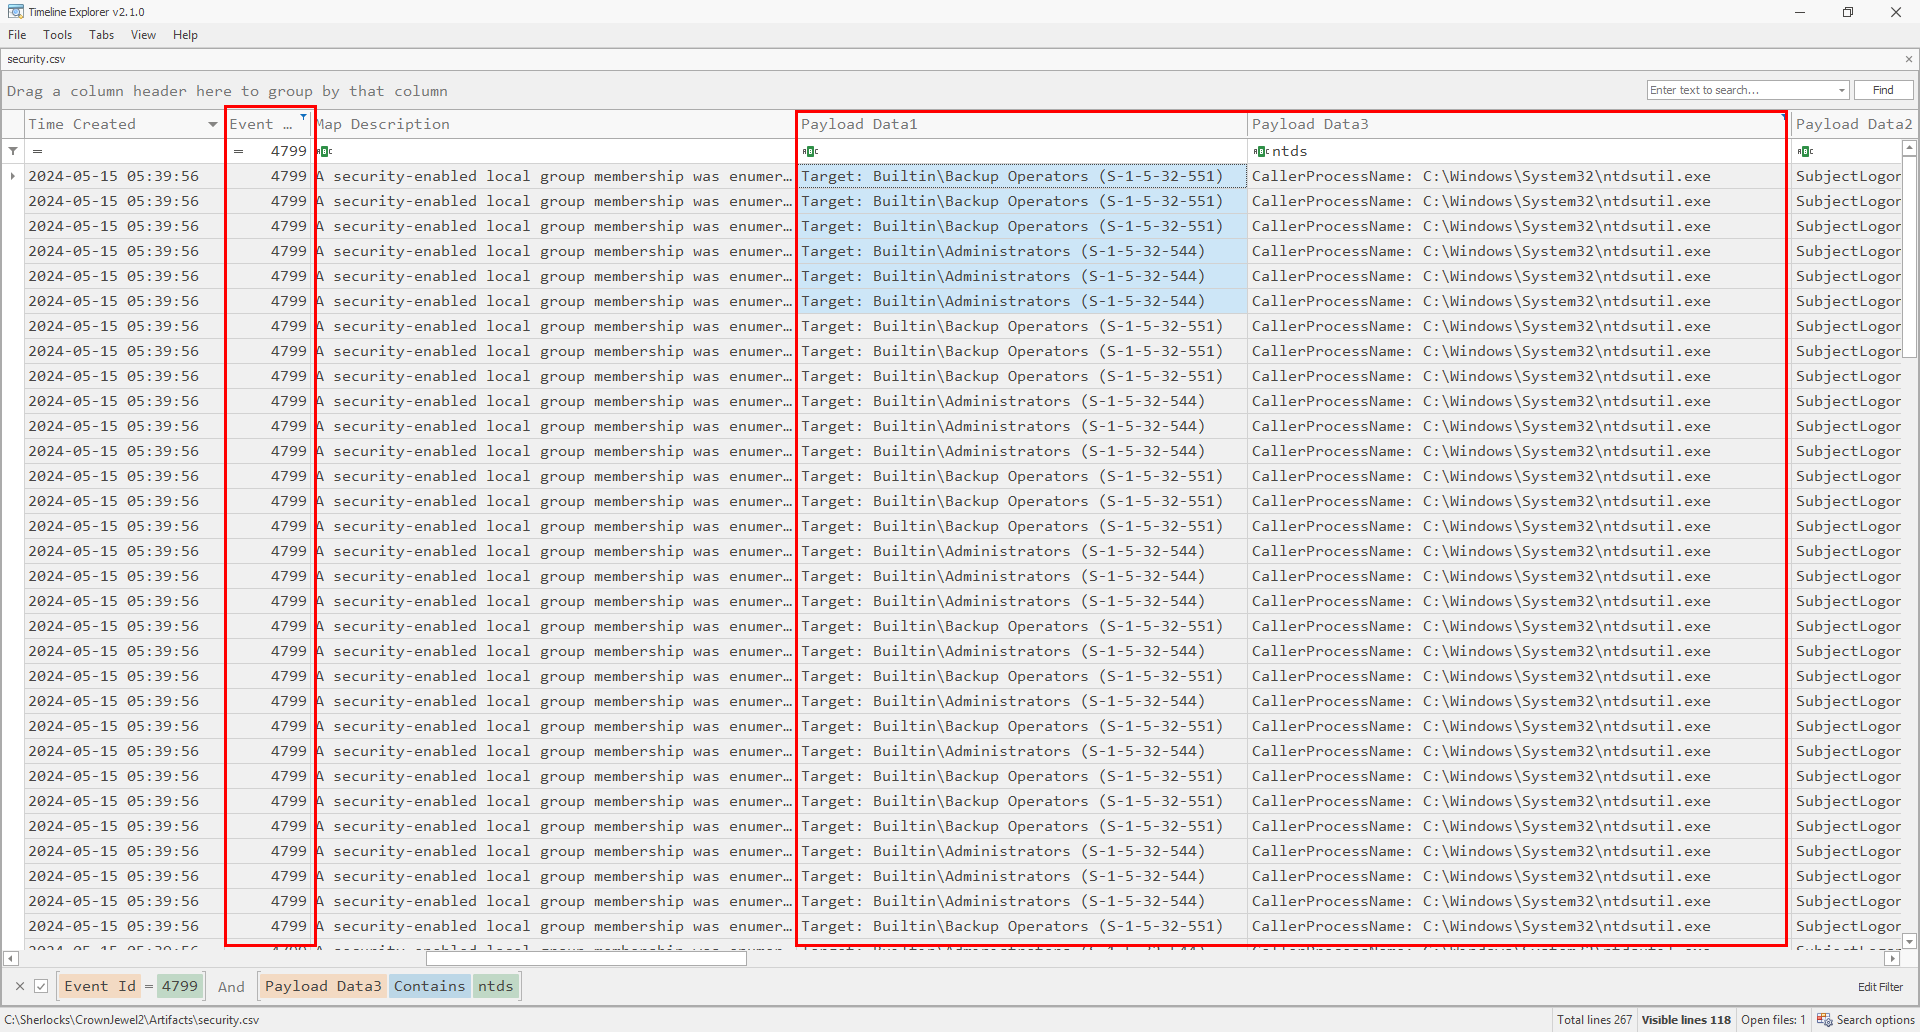 Timeline Explorer v2.1.0
File Tools Tabs View Help
security.csv
Drag a column header here to group by that column
Enter text to search... Find
Time Created Event ... Map Description Payload Data1 Payload Data3 Payload Data2
= = 4799 ABC ABC ABC ntds ABC
2024-05-15 05:39:56 4799 A security-enabled local group membership was enumer… Target: Builtin\Backup Operators (S-1-5-32-551) CallerProcessName: C:\Windows\System32\ntdsutil.exe SubjectLogor
2024-05-15 05:39:56 4799 A security-enabled local group membership was enumer… Target: Builtin\Backup Operators (S-1-5-32-551) CallerProcessName: C:\Windows\System32\ntdsutil.exe SubjectLogor
2024-05-15 05:39:56 4799 A security-enabled local group membership was enumer… Target: Builtin\Backup Operators (S-1-5-32-551) CallerProcessName: C:\Windows\System32\ntdsutil.exe SubjectLogor
2024-05-15 05:39:56 4799 A security-enabled local group membership was enumer… Target: Builtin\Administrators (S-1-5-32-544) CallerProcessName: C:\Windows\System32\ntdsutil.exe SubjectLogor
2024-05-15 05:39:56 4799 A security-enabled local group membership was enumer… Target: Builtin\Administrators (S-1-5-32-544) CallerProcessName: C:\Windows\System32\ntdsutil.exe SubjectLogor
2024-05-15 05:39:56 4799 A security-enabled local group membership was enumer… Target: Builtin\Administrators (S-1-5-32-544) CallerProcessName: C:\Windows\System32\ntdsutil.exe SubjectLogor
2024-05-15 05:39:56 4799 A security-enabled local group membership was enumer… Target: Builtin\Backup Operators (S-1-5-32-551) CallerProcessName: C:\Windows\System32\ntdsutil.exe SubjectLogor
2024-05-15 05:39:56 4799 A security-enabled local group membership was enumer… Target: Builtin\Backup Operators (S-1-5-32-551) CallerProcessName: C:\Windows\System32\ntdsutil.exe SubjectLogor
2024-05-15 05:39:56 4799 A security-enabled local group membership was enumer… Target: Builtin\Backup Operators (S-1-5-32-551) CallerProcessName: C:\Windows\System32\ntdsutil.exe SubjectLogor
2024-05-15 05:39:56 4799 A security-enabled local group membership was enumer… Target: Builtin\Administrators (S-1-5-32-544) CallerProcessName: C:\Windows\System32\ntdsutil.exe SubjectLogor
2024-05-15 05:39:56 4799 A security-enabled local group membership was enumer… Target: Builtin\Administrators (S-1-5-32-544) CallerProcessName: C:\Windows\System32\ntdsutil.exe SubjectLogor
2024-05-15 05:39:56 4799 A security-enabled local group membership was enumer… Target: Builtin\Administrators (S-1-5-32-544) CallerProcessName: C:\Windows\System32\ntdsutil.exe SubjectLogor
2024-05-15 05:39:56 4799 A security-enabled local group membership was enumer… Target: Builtin\Backup Operators (S-1-5-32-551) CallerProcessName: C:\Windows\System32\ntdsutil.exe SubjectLogor
2024-05-15 05:39:56 4799 A security-enabled local group membership was enumer… Target: Builtin\Backup Operators (S-1-5-32-551) CallerProcessName: C:\Windows\System32\ntdsutil.exe SubjectLogor
2024-05-15 05:39:56 4799 A security-enabled local group membership was enumer… Target: Builtin\Backup Operators (S-1-5-32-551) CallerProcessName: C:\Windows\System32\ntdsutil.exe SubjectLogor
2024-05-15 05:39:56 4799 A security-enabled local group membership was enumer… Target: Builtin\Administrators (S-1-5-32-544) CallerProcessName: C:\Windows\System32\ntdsutil.exe SubjectLogor
2024-05-15 05:39:56 4799 A security-enabled local group membership was enumer… Target: Builtin\Administrators (S-1-5-32-544) CallerProcessName: C:\Windows\System32\ntdsutil.exe SubjectLogor
2024-05-15 05:39:56 4799 A security-enabled local group membership was enumer… Target: Builtin\Administrators (S-1-5-32-544) CallerProcessName: C:\Windows\System32\ntdsutil.exe SubjectLogor
2024-05-15 05:39:56 4799 A security-enabled local group membership was enumer… Target: Builtin\Backup Operators (S-1-5-32-551) CallerProcessName: C:\Windows\System32\ntdsutil.exe SubjectLogor
2024-05-15 05:39:56 4799 A security-enabled local group membership was enumer… Target: Builtin\Administrators (S-1-5-32-544) CallerProcessName: C:\Windows\System32\ntdsutil.exe SubjectLogor
2024-05-15 05:39:56 4799 A security-enabled local group membership was enumer… Target: Builtin\Backup Operators (S-1-5-32-551) CallerProcessName: C:\Windows\System32\ntdsutil.exe SubjectLogor
2024-05-15 05:39:56 4799 A security-enabled local group membership was enumer… Target: Builtin\Administrators (S-1-5-32-544) CallerProcessName: C:\Windows\System32\ntdsutil.exe SubjectLogor
2024-05-15 05:39:56 4799 A security-enabled local group membership was enumer… Target: Builtin\Backup Operators (S-1-5-32-551) CallerProcessName: C:\Windows\System32\ntdsutil.exe SubjectLogor
2024-05-15 05:39:56 4799 A security-enabled local group membership was enumer… Target: Builtin\Administrators (S-1-5-32-544) CallerProcessName: C:\Windows\System32\ntdsutil.exe SubjectLogor
2024-05-15 05:39:56 4799 A security-enabled local group membership was enumer… Target: Builtin\Backup Operators (S-1-5-32-551) CallerProcessName: C:\Windows\System32\ntdsutil.exe SubjectLogor
2024-05-15 05:39:56 4799 A security-enabled local group membership was enumer… Target: Builtin\Backup Operators (S-1-5-32-551) CallerProcessName: C:\Windows\System32\ntdsutil.exe SubjectLogor
2024-05-15 05:39:56 4799 A security-enabled local group membership was enumer… Target: Builtin\Backup Operators (S-1-5-32-551) CallerProcessName: C:\Windows\System32\ntdsutil.exe SubjectLogor
2024-05-15 05:39:56 4799 A security-enabled local group membership was enumer… Target: Builtin\Administrators (S-1-5-32-544) CallerProcessName: C:\Windows\System32\ntdsutil.exe SubjectLogor
2024-05-15 05:39:56 4799 A security-enabled local group membership was enumer… Target: Builtin\Administrators (S-1-5-32-544) CallerProcessName: C:\Windows\System32\ntdsutil.exe SubjectLogor
2024-05-15 05:39:56 4799 A security-enabled local group membership was enumer… Target: Builtin\Administrators (S-1-5-32-544) CallerProcessName: C:\Windows\System32\ntdsutil.exe SubjectLogor
2024-05-15 05:39:56 4799 A security-enabled local group membership was enumer… Target: Builtin\Backup Operators (S-1-5-32-551) CallerProcessName: C:\Windows\System32\ntdsutil.exe SubjectLogor
Event Id = 4799 And Payload Data3 Contains ntds Edit Filter
C:\Sherlocks\CrownJewel2\Artifacts\security.csv Total lines 267 Visible lines 118 Open files: 1 Search options